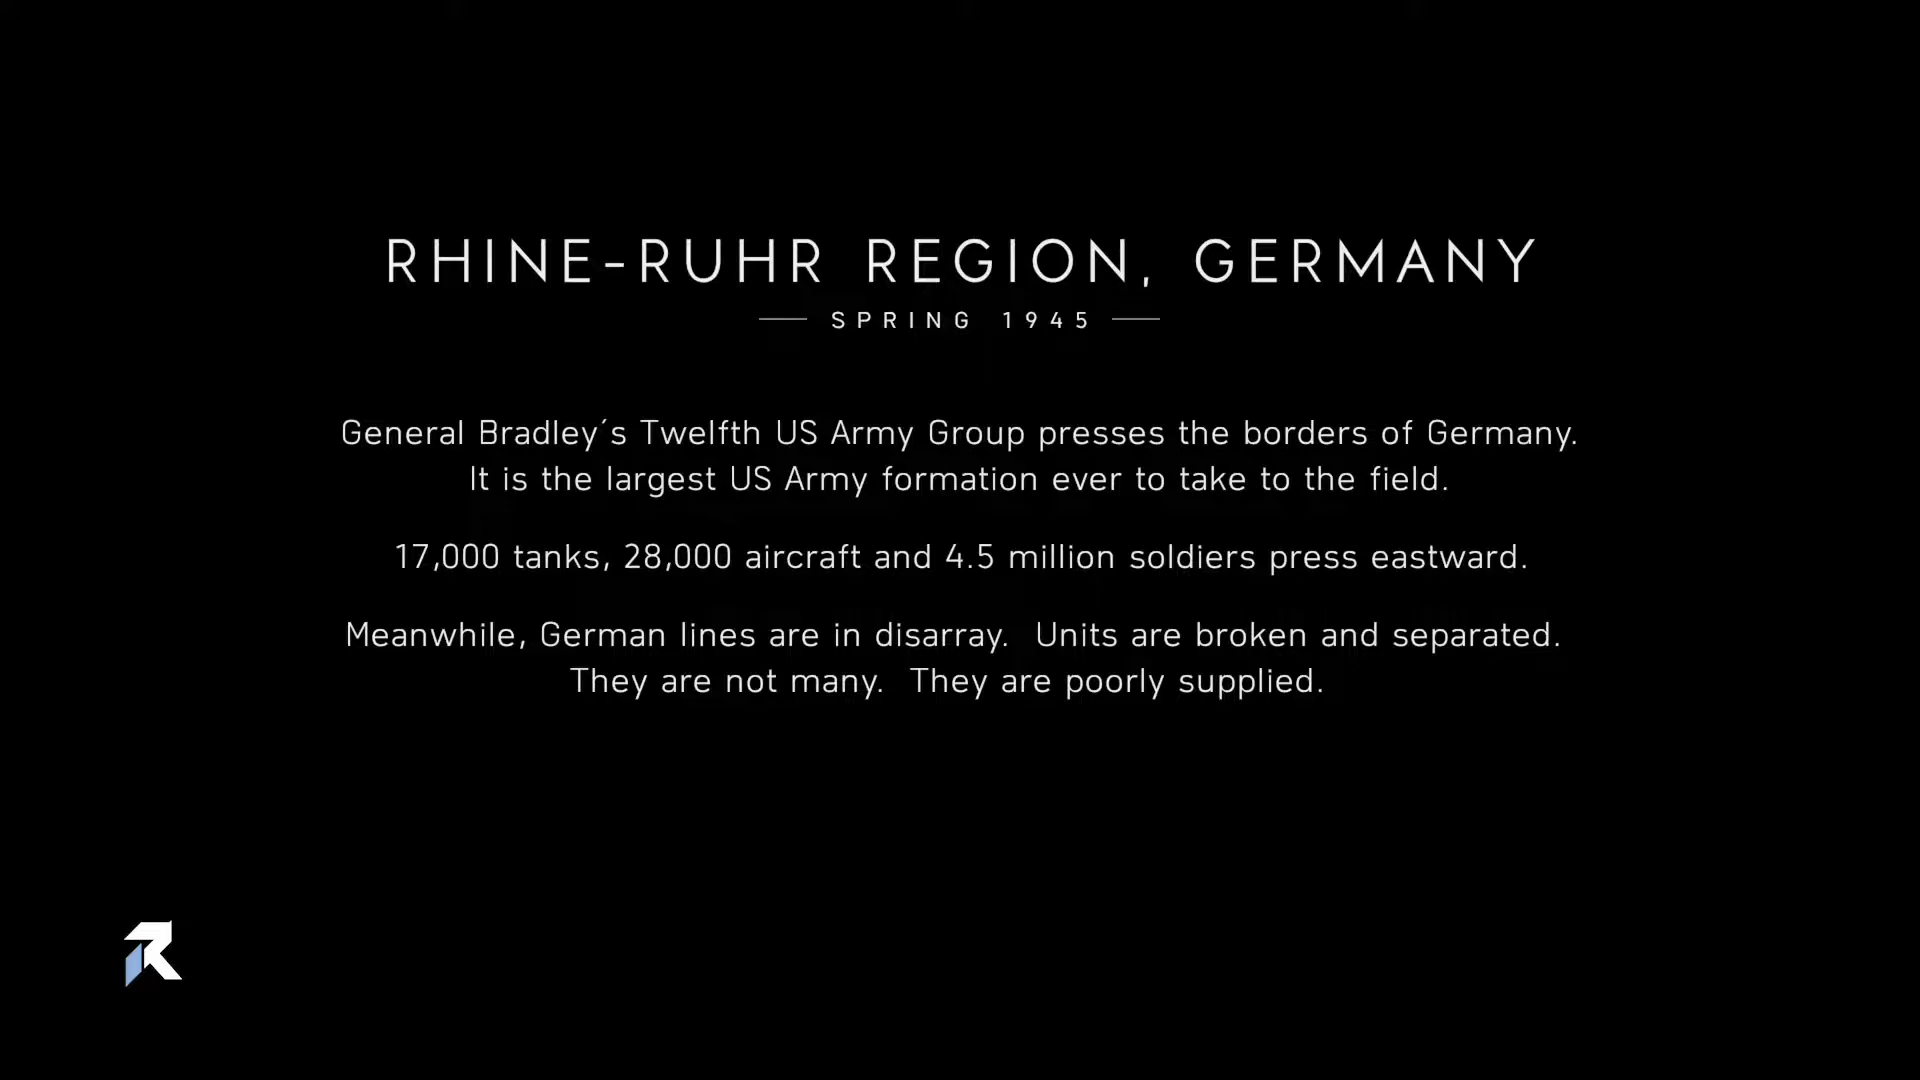 RHINE-RUHR REGION, GERMANY
SPRING 1945
General Bradley´s Twelfth US Army Group presses the borders of Germany.
It is the largest US Army formation ever to take to the field.
17,000 tanks, 28,000 aircraft and 4.5 million soldiers press eastward.
Meanwhile, German lines are in disarray.  Units are broken and separated.
They are not many.  They are poorly supplied.